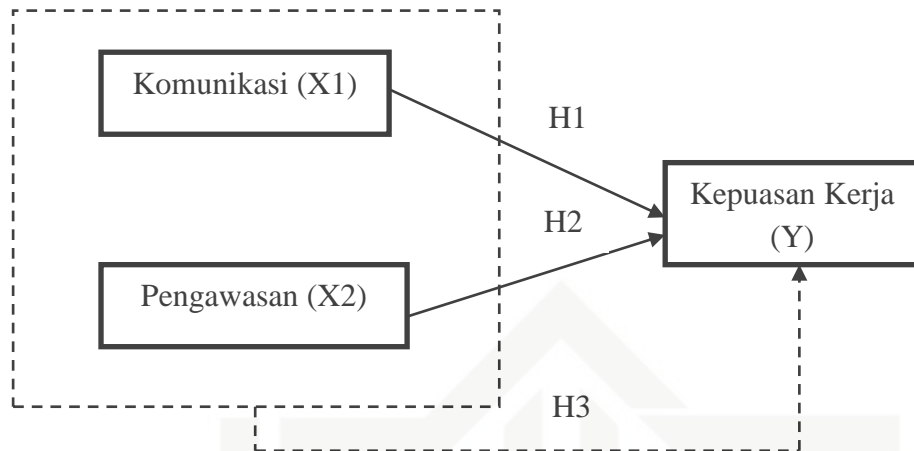 Komunikasi (X1)
H1
Kepuasan Kerja
(Y)
H2
Pengawasan (X2)
H3